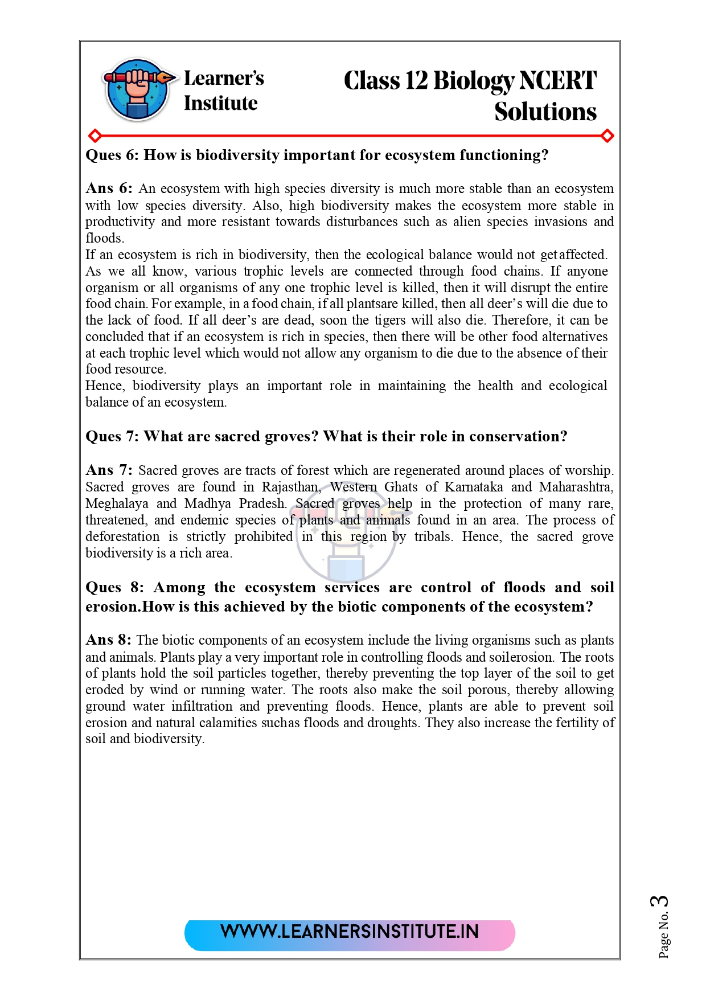 Learner's
Institute
Class 12 Biology NCERT
Solutions
Ques 6: How is biodiversity important for ecosystem functioning?
Ans 6: An ecosystem with high species diversity is much more stable than an ecosystem
with low species diversity. Also, high biodiversity makes the ecosystem more stable in
productivity and more resistant towards disturbances such as alien species invasions and
floods.
If an ecosystem is rich in biodiversity, then the ecological balance would not get affected.
As we all know, various trophic levels are connected through food chains. If anyone
organism or all organisms of any one trophic level is killed, then it will disrupt the entire
food chain. For example, in a food chain, if all plantsare killed, then all deer's will die due to
the lack of food. If all deer's are dead, soon the tigers will also die. Therefore, it can be
concluded that if an ecosystem is rich in species, then there will be other food alternatives
at each trophic level which would not allow any organism to die due to the absence of their
food resource.
Hence, biodiversity plays an important role in maintaining the health and ecological
balance of an ecosystem.
Ques 7: What are sacred groves? What is their role in conservation?
Ans 7: Sacred groves are tracts of forest which are regenerated around places of worship.
Sacred groves are found in Rajasthan, Western Ghats of Karnataka and Maharashtra,
Meghalaya and Madhya Pradesh. Sacred groves help in the protection of many rare,
threatened, and endemic species of plants and animals found in an area. The process of
deforestation is strictly prohibited in this region by tribals. Hence, the sacred grove
biodiversity is a rich area.
Ques 8: Among the ecosystem services are control of floods and soil
erosion.How is this achieved by the biotic components of the ecosystem?
Ans 8: The biotic components of an ecosystem include the living organisms such as plants
and animals. Plants play a very important role in controlling floods and soilerosion. The roots
of plants hold the soil particles together, thereby preventing the top layer of the soil to get
eroded by wind or running water. The roots also make the soil porous, thereby allowing
ground water infiltration and preventing floods. Hence, plants are able to prevent soil
erosion and natural calamities suchas floods and droughts. They also increase the fertility of
soil and biodiversity.
WWW.LEARNERSINSTITUTE.IN
Page No. 3